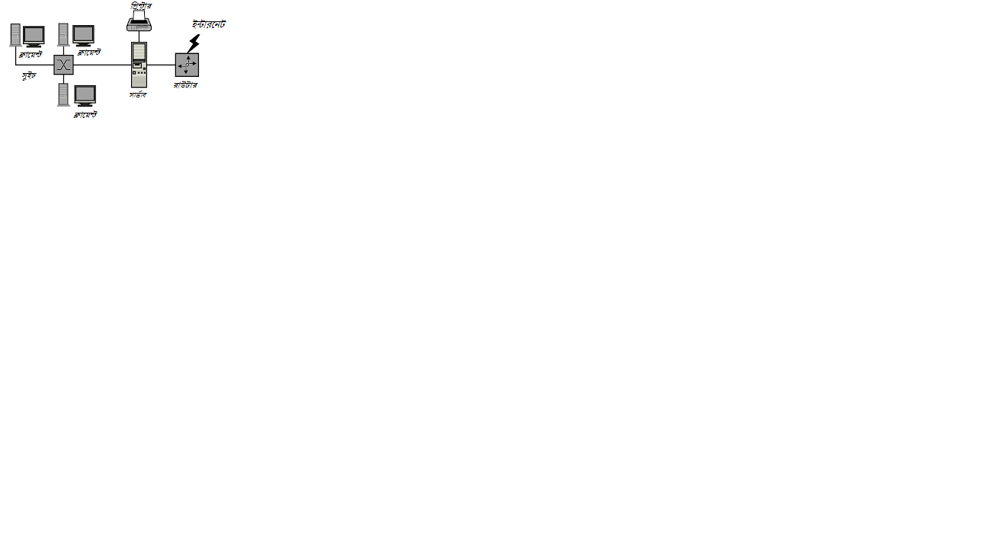 প্রিন্টার
ইন্টারনেট
ক্লায়েন্ট
ক্লায়েন্ট
সুইচ
রাউটার
সার্ভার
ক্লায়েন্ট